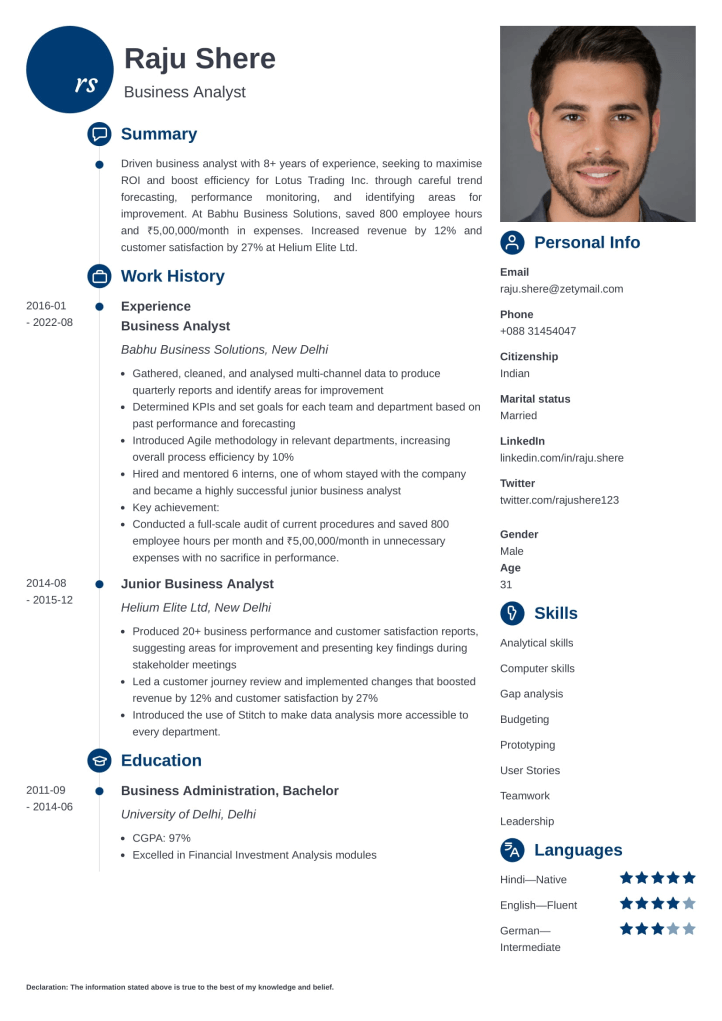 rs
Raju Shere
Business Analyst
Summary
Driven business analyst with 8+ years of experience, seeking to maximise
ROI and boost efficiency for Lotus Trading Inc. through careful trend
forecasting, performance monitoring, and identifying areas for
improvement. At Babhu Business Solutions, saved 800 employee hours
and ₹5,00,000/month in expenses. Increased revenue by 12% and
customer satisfaction by 27% at Helium Elite Ltd.
Work History
2016-01
- 2022-08
Experience
Business Analyst
Babhu Business Solutions, New Delhi
• Gathered, cleaned, and analysed multi-channel data to produce
quarterly reports and identify areas for improvement
• Determined KPIs and set goals for each team and department based on
past performance and forecasting
• Introduced Agile methodology in relevant departments, increasing
overall process efficiency by 10%
• Hired and mentored 6 interns, one of whom stayed with the company
and became a highly successful junior business analyst
• Key achievement:
• Conducted a full-scale audit of current procedures and saved 800
employee hours per month and ₹5,00,000/month in unnecessary
expenses with no sacrifice in performance.
2014-08
- 2015-12
Junior Business Analyst
Helium Elite Ltd, New Delhi
• Produced 20+ business performance and customer satisfaction reports,
suggesting areas for improvement and presenting key findings during
stakeholder meetings
• Led a customer journey review and implemented changes that boosted
revenue by 12% and customer satisfaction by 27%
• Introduced the use of Stitch to make data analysis more accessible to
every department.
Education
2011-09
- 2014-06
Business Administration, Bachelor
University of Delhi, Delhi
• CGPA: 97%
• Excelled in Financial Investment Analysis modules
Personal Info
Email
raju.shere@zetymail.com
Phone
+088 31454047
Citizenship
Indian
Marital status
Married
LinkedIn
linkedin.com/in/raju.shere
Twitter
twitter.com/rajushere123
Gender
Male
Age
31
Skills
Analytical skills
Computer skills
Gap analysis
Budgeting
Prototyping
User Stories
Teamwork
Leadership
Languages
Hindi—Native
English—Fluent
German—
Intermediate
Declaration: The information stated above is true to the best of my knowledge and belief.